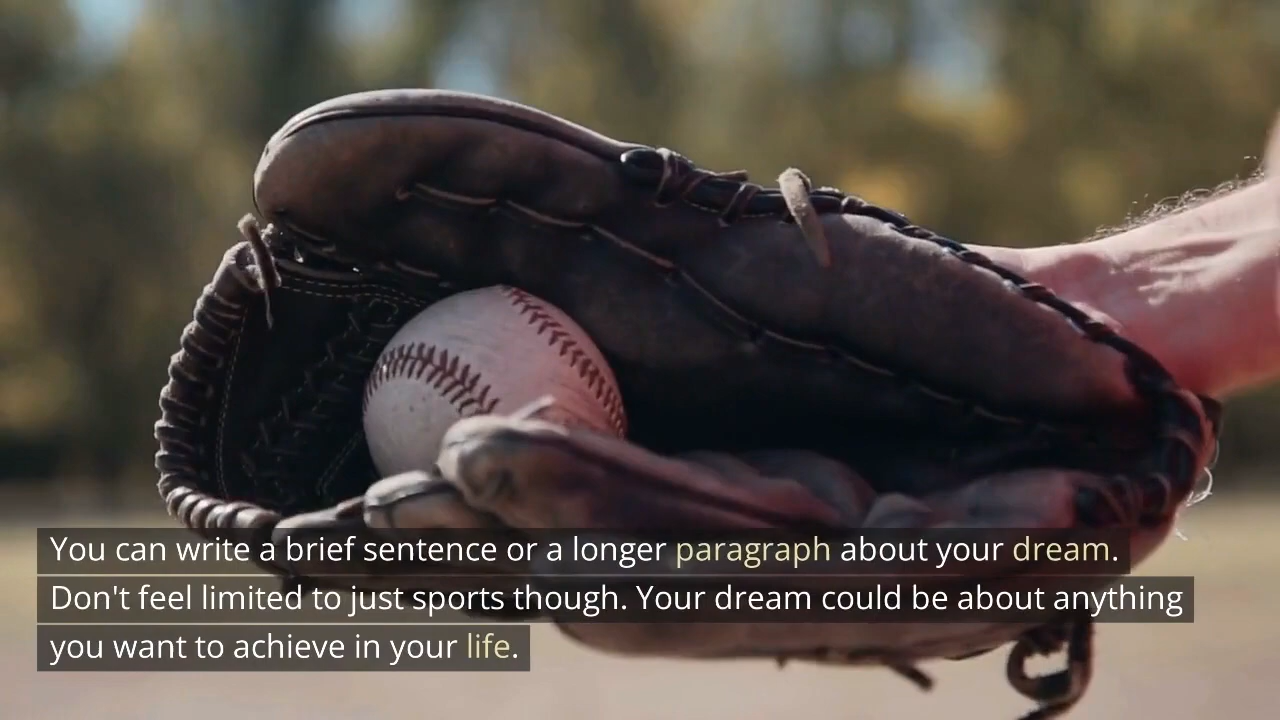 You can write a brief sentence or a longer paragraph about your dream.
Don't feel limited to just sports though. Your dream could be about anything
you want to achieve in your life.